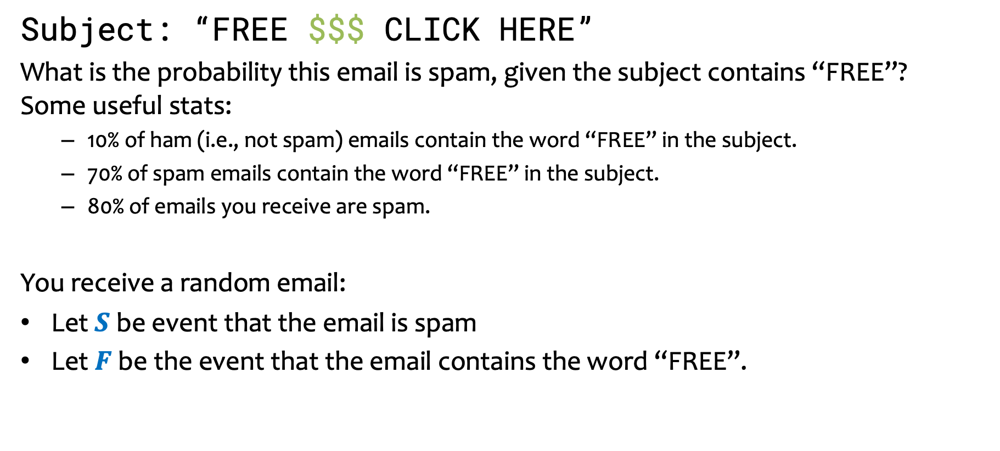 Subject: “FREE $$$ CLICK HERE”
What is the probability this email is spam, given the subject contains “FREE”?
Some useful stats:
– 10% of ham (i.e., not spam) emails contain the word “FREE” in the subject.
– 70% of spam emails contain the word “FREE” in the subject.
– 80% of emails you receive are spam.
You receive a random email:
• Let S be event that the email is spam
• Let F be the event that the email contains the word “FREE”.